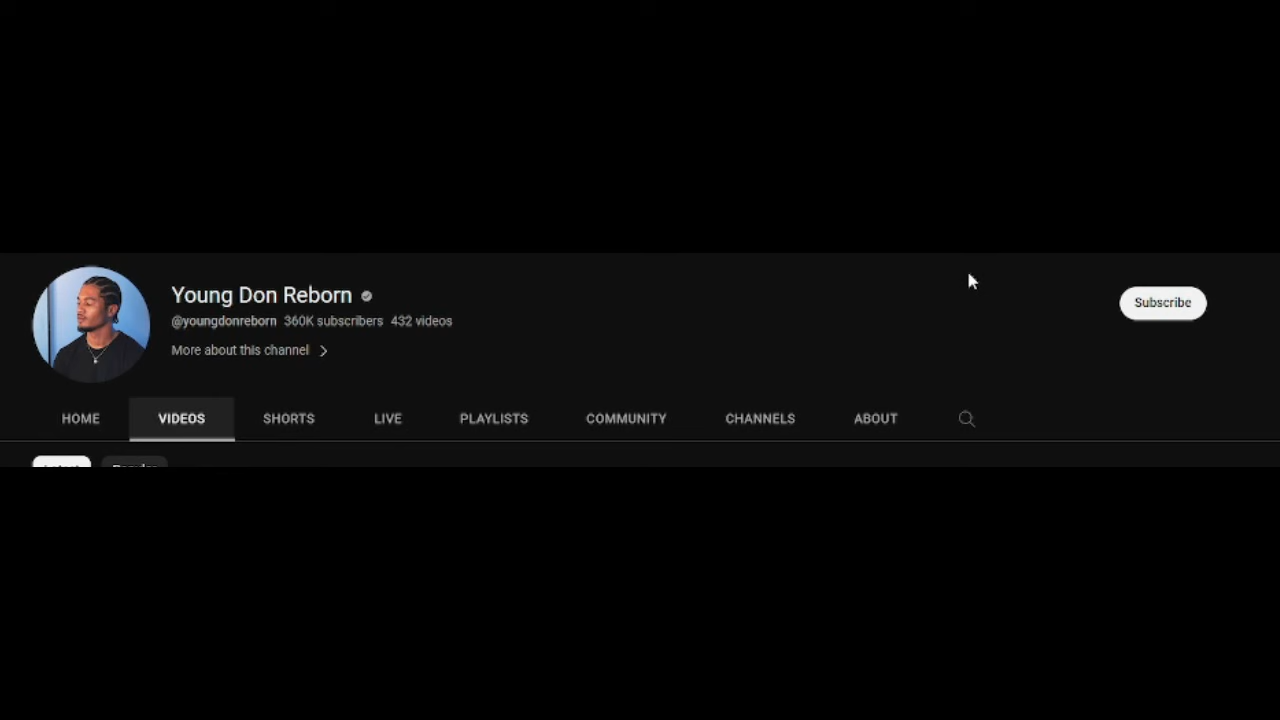 Young Don Reborn
@youngdonreborn 360K subscribers 432 videos
More about this channel
Subscribe
HOME VIDEOS SHORTS LIVE PLAYLISTS COMMUNITY CHANNELS ABOUT